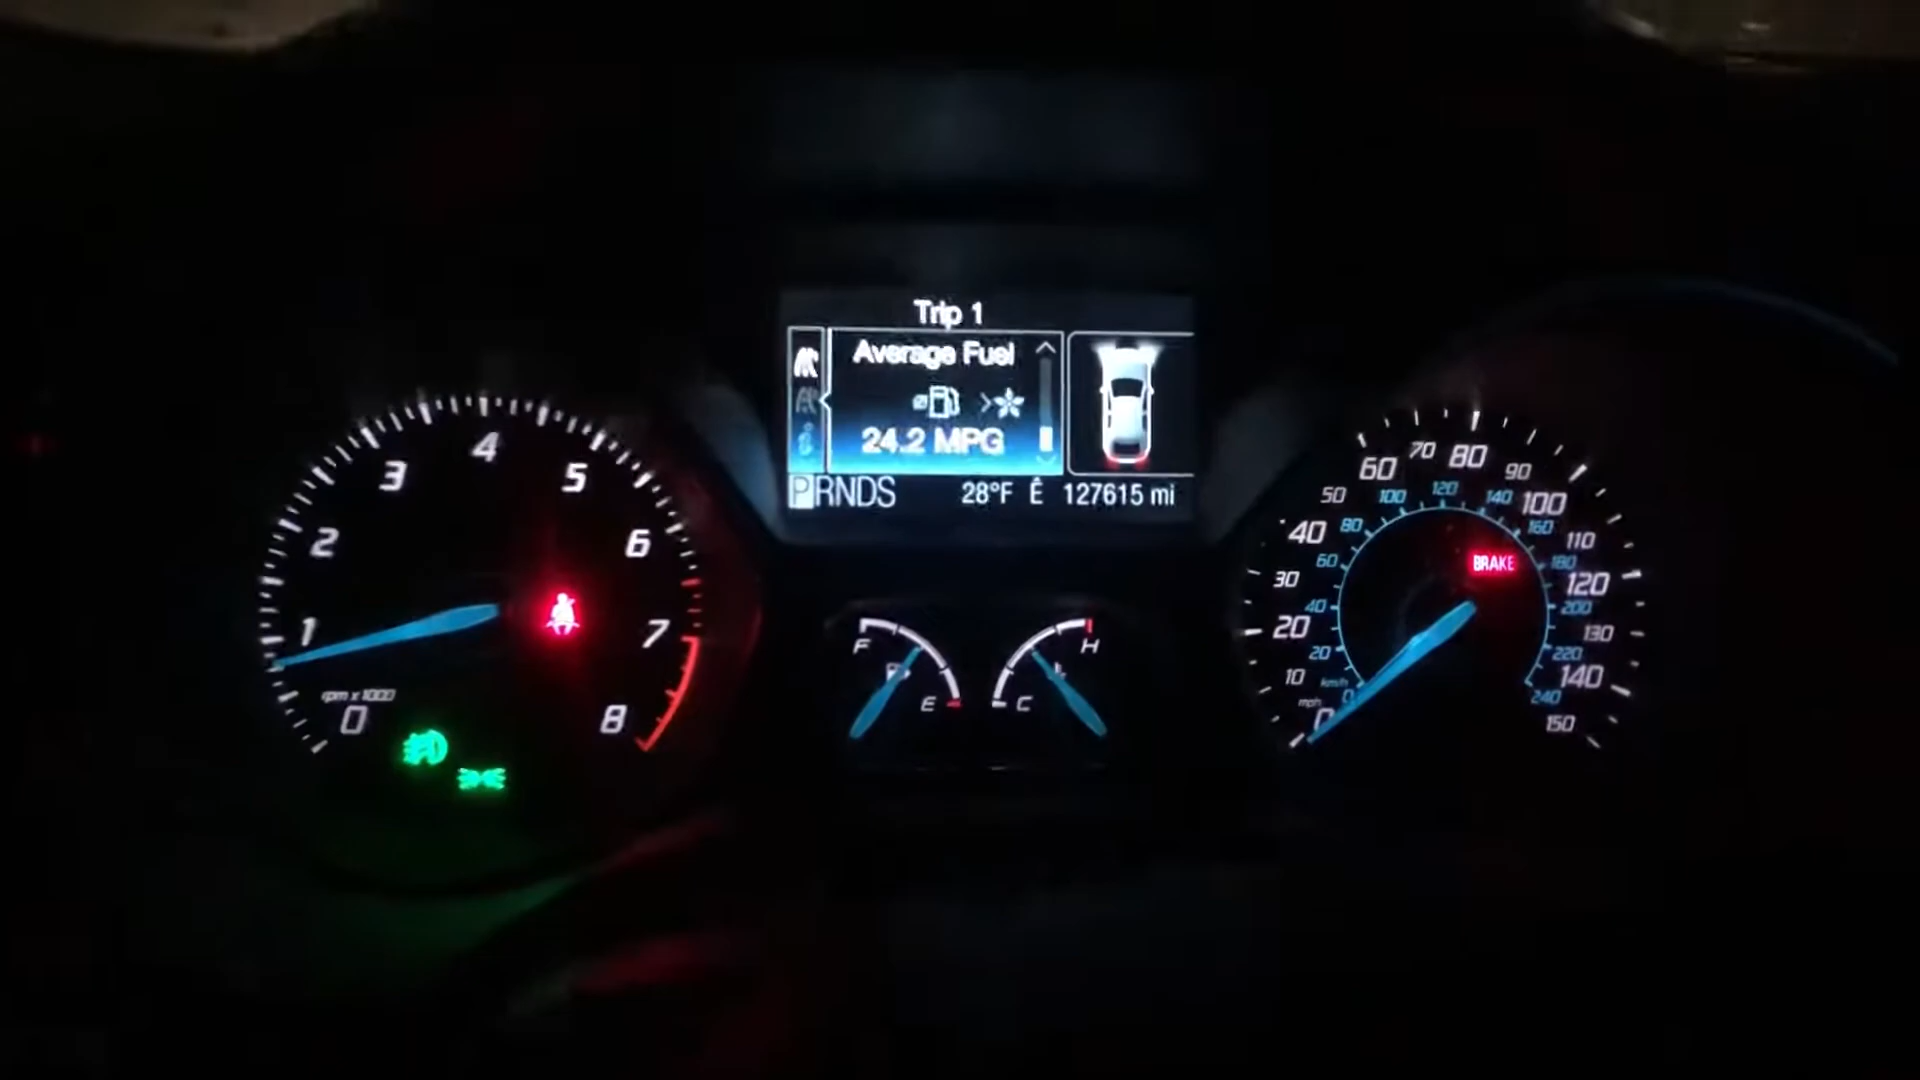 Trip 1
Average Fuel
24.2 MPG
PRNDS 28°F Ê 127615 mi
0 1 2 3 4 5 6 7 8
rpm x 1000
F E
C H
BRAKE
0 10 20 30 40 50 60 70 80 90 100 110 120 130 140 150
mph
0 20 40 60 80 100 120 140 160 180 200 220 240
km/h